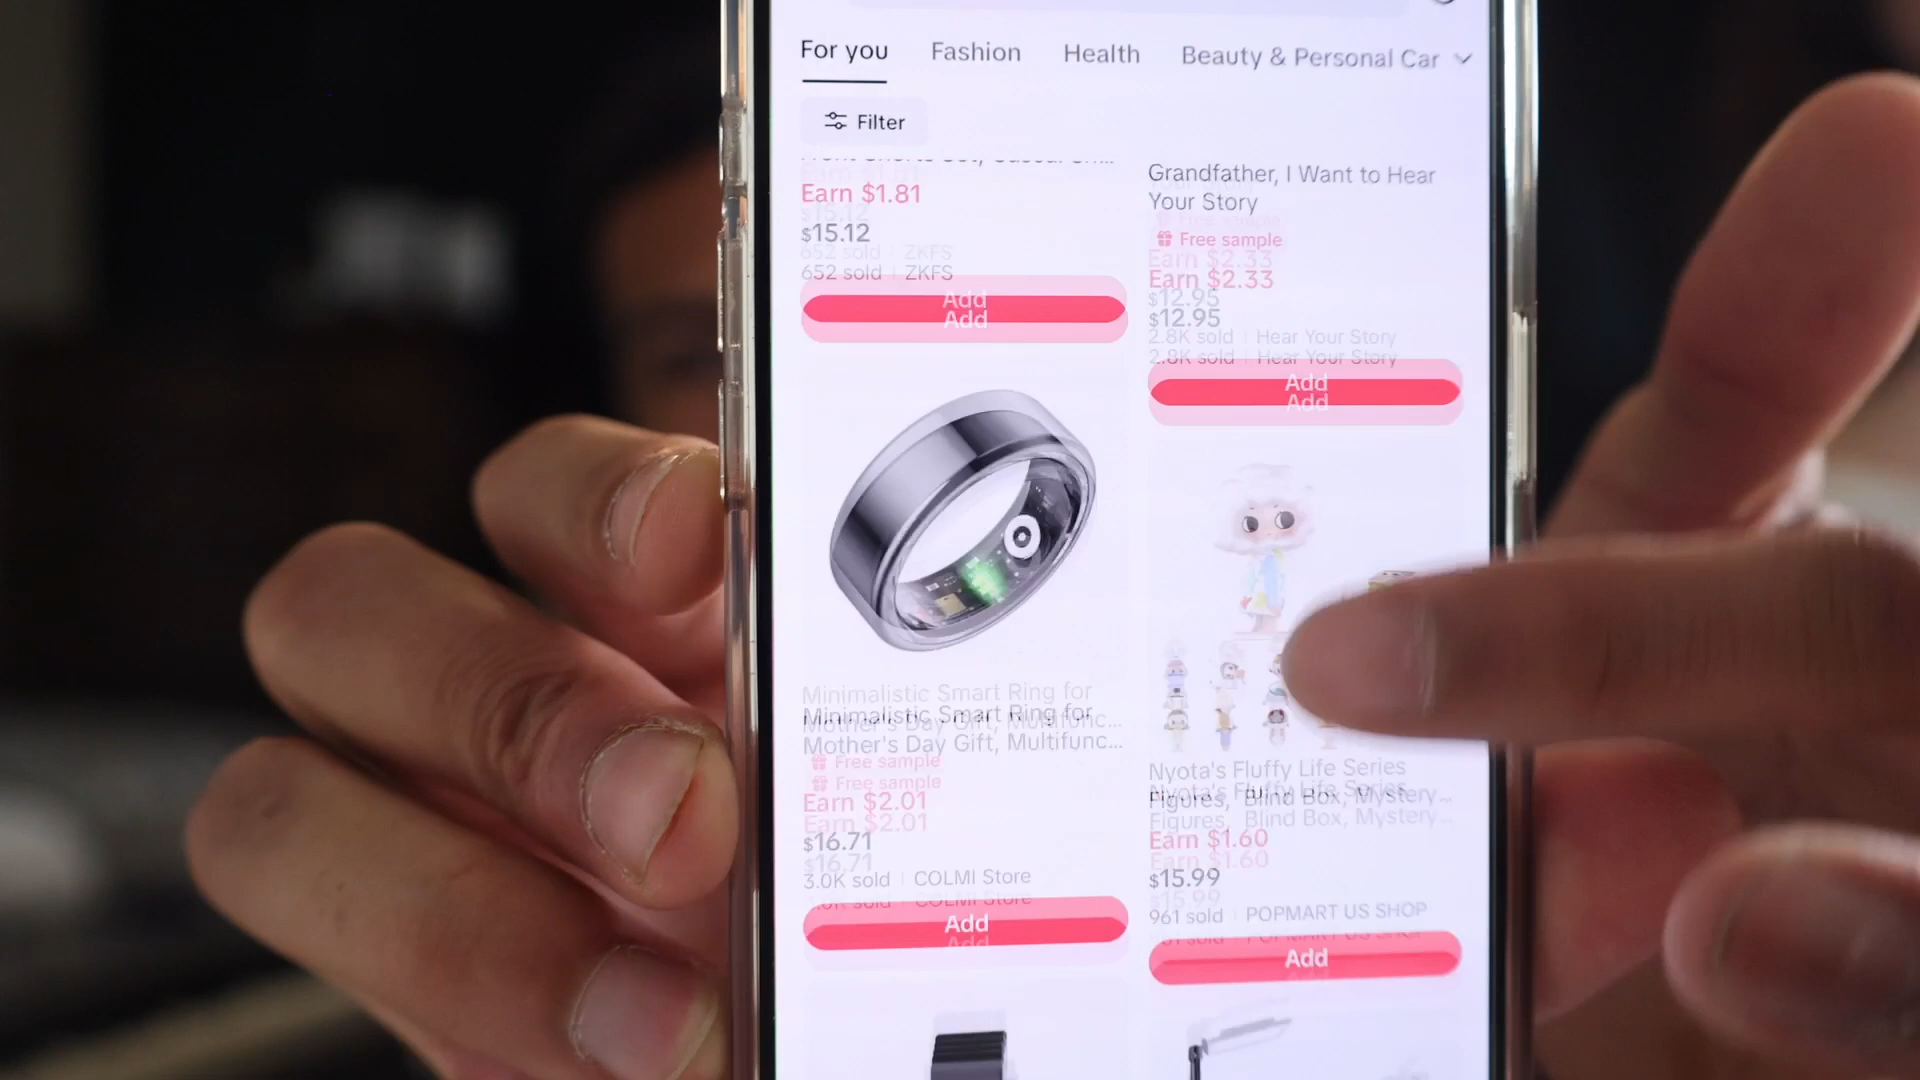 For you Fashion Health Beauty & Personal Car
Filter
Earn $1.81
$15.12
652 sold | ZKFS
Add
Grandfather, I Want to Hear
Your Story
Free sample
Earn $2.33
$12.95
2.8K sold | Hear Your Story
Add
Minimalistic Smart Ring for
Mother's Day Gift, Multifunc...
Free sample
Earn $2.01
$16.71
3.0K sold | COLMI Store
Add
Nyota's Fluffy Life Series
Figures, Blind Box, Mystery...
Earn $1.60
$15.99
961 sold | POPMART US SHOP
Add